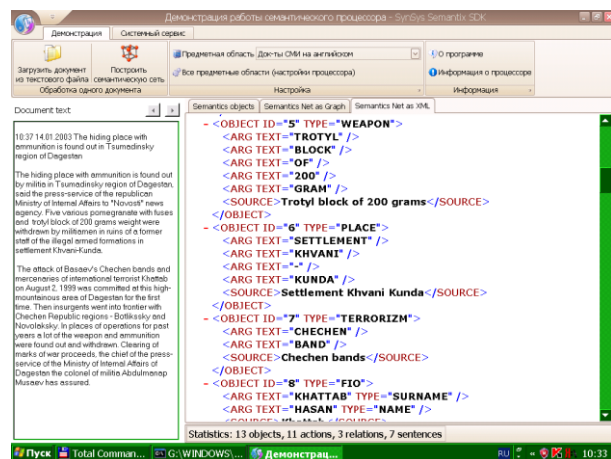 Демонстрация работы семантического процессора - SynSys Semantix SDK
Демонстрация Системный сервис
Загрузить документ из текстового файла
Построить семантическую сеть
Обработка одного документа
Предметная область Док-ты СМИ на английском
Все предметные области (настройки процессора)
Настройка
О программе
Информация о процессоре
Информация
Document text
10:37 14.01.2003 The hiding place with
ammunition is found out in Tsumadinsky
region of Dagestan
The hiding place with ammunition is found out
by militia in Tsumadinsky region of Dagestan,
said the press-service of the republican
Ministry of Internal Affairs to "Novosti" news
agency. Five various pomegranate with fuses
and trotyl block of 200 grams weight were
withdrawn by militiamen in ruins of a former
staff of the illegal armed formations in
settlement Khvani-Kunda.
The attack of Basaev's Chechen bands and
mercenaries of international terrorist Khattab
on August 2, 1999 was committed at this high-
mountainous area of Dagestan for the first
time. Then insurgents went into frontier with
Chechen Republic regions - Botlikssky and
Novolaksky. In places of operations for past
years a lot of the weapon and ammunition
were found out and withdrawn. Clearing of
marks of war proceeds, the chief of the press-
service of the Ministry of Internal Affairs of
Dagestan the colonel of militia Abdulmanap
Musaev has assured.
Semantics objects Semantics Net as Graph Semantics Net as XML
- <OBJECT ID="5" TYPE="WEAPON">
<ARG TEXT="TROTYL" />
<ARG TEXT="BLOCK" />
<ARG TEXT="OF" />
<ARG TEXT="200" />
<ARG TEXT="GRAM" />
<SOURCE>Trotyl block of 200 grams</SOURCE>
</OBJECT>
- <OBJECT ID="6" TYPE="PLACE">
<ARG TEXT="SETTLEMENT" />
<ARG TEXT="KHVANI" />
<ARG TEXT="-" />
<ARG TEXT="KUNDA" />
<SOURCE>Settlement Khvani Kunda</SOURCE>
</OBJECT>
- <OBJECT ID="7" TYPE="TERRORIZM">
<ARG TEXT="CHECHEN" />
<ARG TEXT="BAND" />
<SOURCE>Chechen bands</SOURCE>
</OBJECT>
- <OBJECT ID="8" TYPE="FIO">
<ARG TEXT="KHATTAB" TYPE="SURNAME" />
<ARG TEXT="HASAN" TYPE="NAME" />
Statistics: 13 objects, 11 actions, 3 relations, 7 sentences
Пуск Total Comman... G:\WINDOWS\... Демонстрац... RU « 10:33